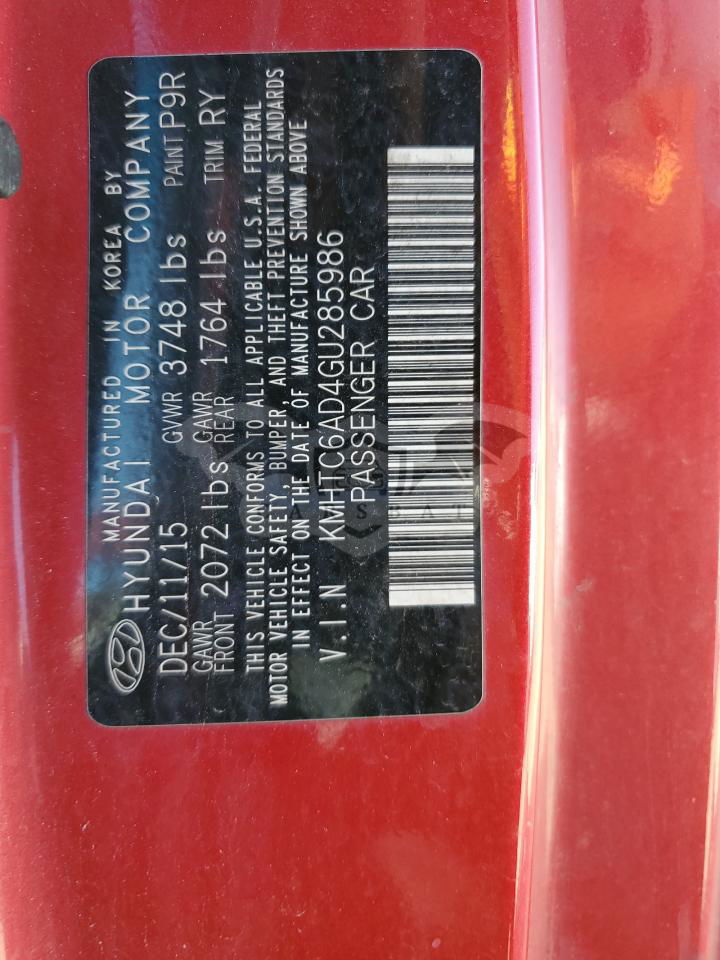 MANUFACTURED IN KOREA BY
HYUNDAI MOTOR COMPANY
DEC/11/15 GVWR 3748 lbs PAINT P9R
GAWR FRONT 2072 lbs GAWR REAR 1764 lbs TRIM RY
THIS VEHICLE CONFORMS TO ALL APPLICABLE U.S.A. FEDERAL
MOTOR VEHICLE SAFETY, BUMPER, AND THEFT PREVENTION STANDARDS
IN EFFECT ON THE DATE OF MANUFACTURE SHOWN ABOVE
V.I.N KMHTC6AD4GU285986
PASSENGER CAR